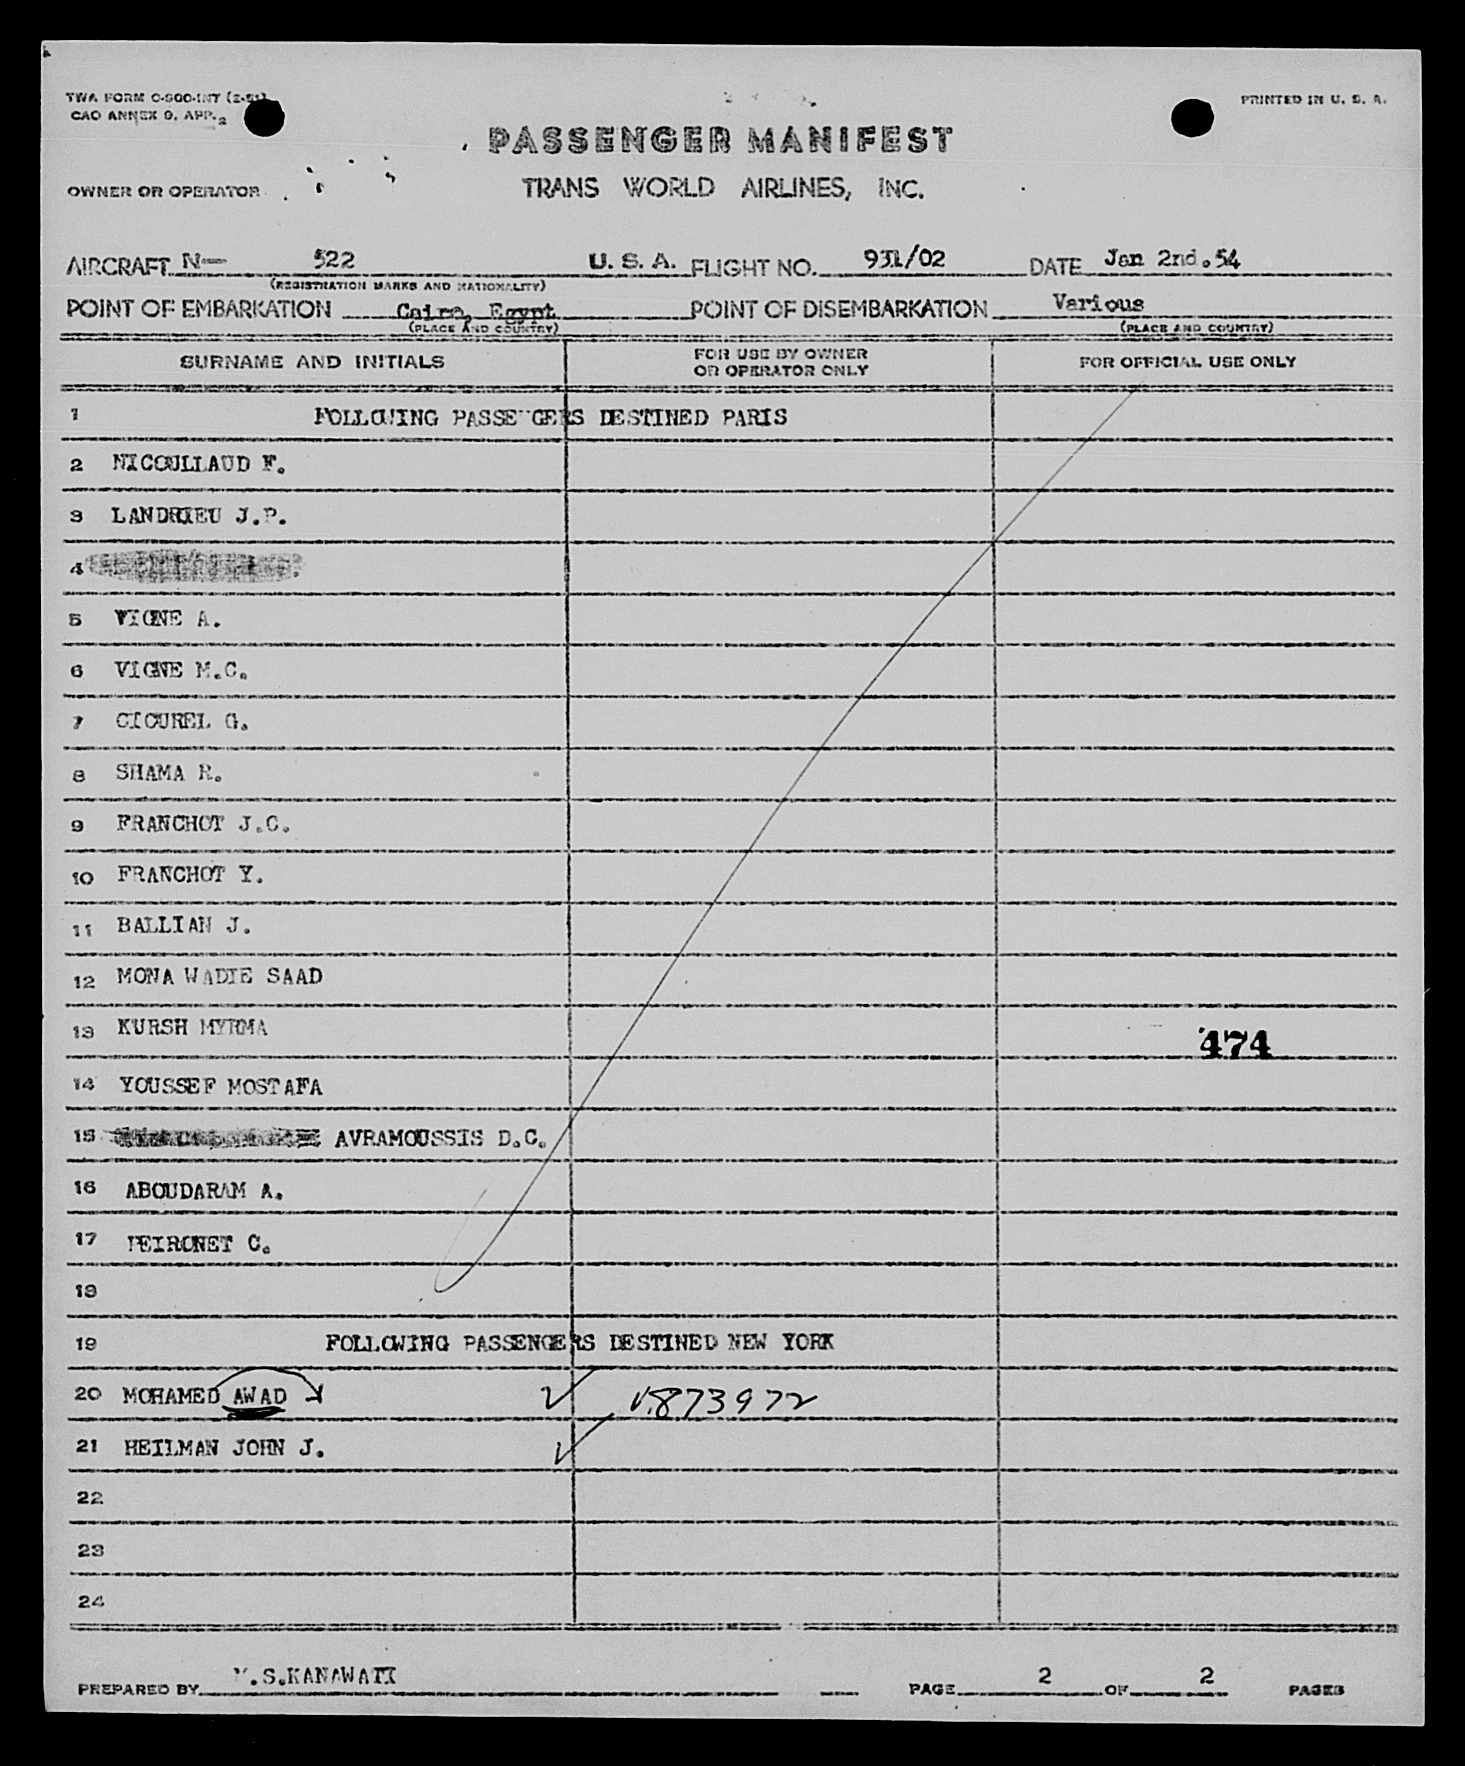 TWA FORM C-900-INT (2-51)
CAO ANNEX 9, APP. 2
PRINTED IN U. S. A.
PASSENGER MANIFEST
OWNER OR OPERATOR
TRANS WORLD AIRLINES, INC.
AIRCRAFT N— 522 U. S. A. FLIGHT NO. 931/02 DATE Jan 2nd.54
(REGISTRATION MARKS AND NATIONALITY)
POINT OF EMBARKATION Cairo, Egypt POINT OF DISEMBARKATION Various
(PLACE AND COUNTRY) (PLACE AND COUNTRY)
SURNAME AND INITIALS FOR USE BY OWNER OR OPERATOR ONLY FOR OFFICIAL USE ONLY
1 FOLLOWING PASSENGERS DESTINED PARIS
2 NICOULLAUD F.
3 LANDRIEU J.P.
4
5 VIGNE A.
6 VIGNE M.C.
7 CICUREL G.
8 SHAMA R.
9 FRANCHOT J.C.
10 FRANCHOT Y.
11 BALLIAN J.
12 MONA WADIE SAAD
13 KURSH MYRMA
474
14 YOUSSEF MOSTAFA
15 AVRAMOUSSIS D.C.
16 ABOUDARAM A.
17 PEIRONET C.
18
19 FOLLOWING PASSENGERS DESTINED NEW YORK
20 MOHAMED AWAD V.873972
21 HEILMAN JOHN J.
22
23
24
PREPARED BY .S.KANAWATI PAGE 2 OF 2 PAGES